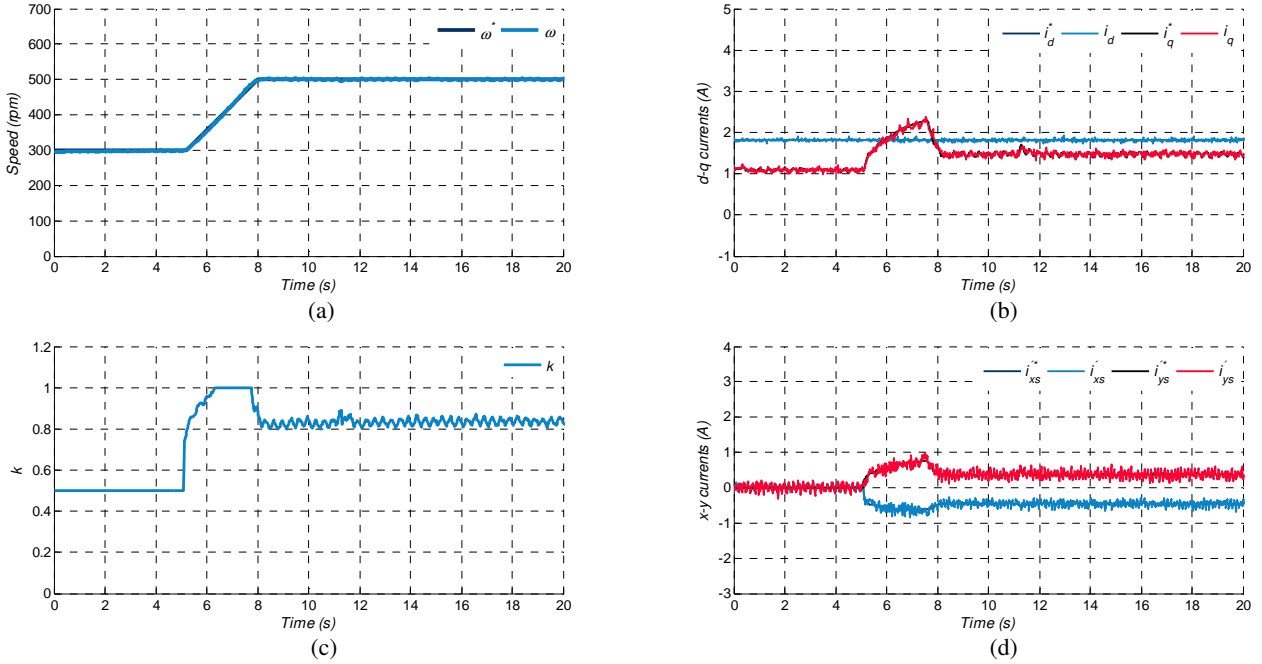 ω* ω
700
600
500
400
300
200
100
0
Speed (rpm)
0 2 4 6 8 10 12 14 16 18 20
Time (s)
(a)
i*d id i*q iq
5
4
3
2
1
0
-1
d-q currents (A)
0 2 4 6 8 10 12 14 16 18 20
Time (s)
(b)
k
1.2
1
0.8
0.6
0.4
0.2
0
k
0 2 4 6 8 10 12 14 16 18 20
Time (s)
(c)
i'*xs i'xs i'*ys i'ys
4
3
2
1
0
-1
-2
-3
x-y currents (A)
0 2 4 6 8 10 12 14 16 18 20
Time (s)
(d)